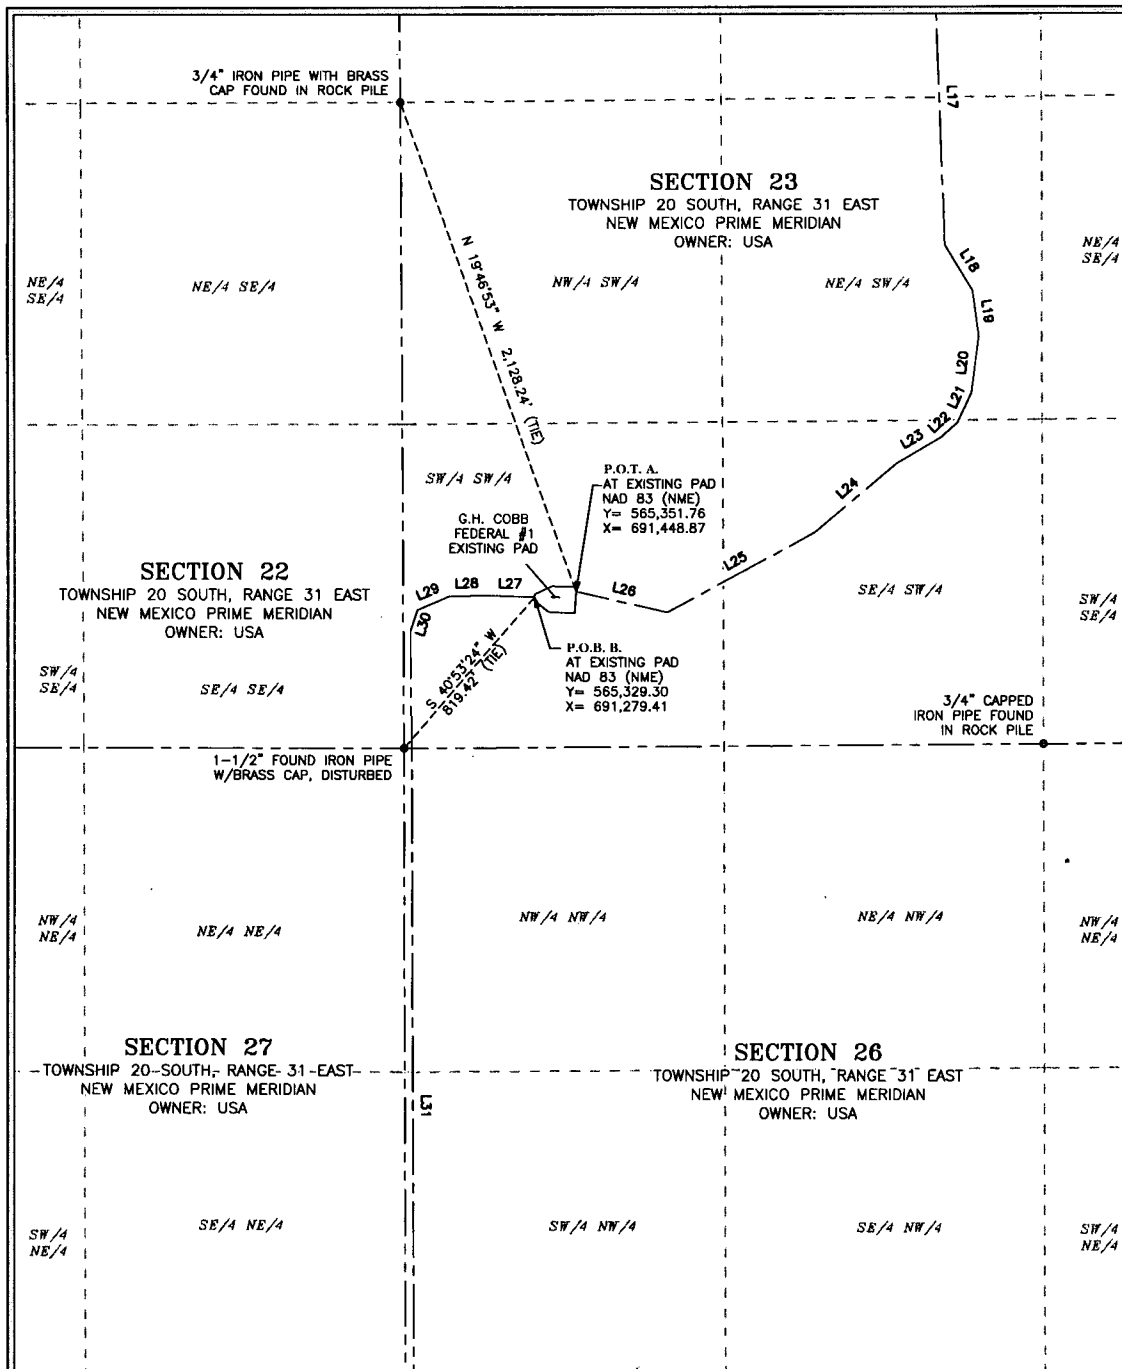 3/4" IRON PIPE WITH BRASS
CAP FOUND IN ROCK PILE
L17
SECTION 23
TOWNSHIP 20 SOUTH, RANGE 31 EAST
NEW MEXICO PRIME MERIDIAN
OWNER: USA
NE/4
SE/4
NE/4 SE/4
N 19°46'53" W 2,128.24' (TIE)
NW/4 SW/4
NE/4 SW/4
NE/4
SE/4
L18
L19
L20
L21
L22
L23
L24
L25
L26
SW/4 SW/4
P.O.T. A.
AT EXISTING PAD
NAD 83 (NME)
Y= 565,351.76
X= 691,448.87
G.H. COBB
FEDERAL #1
EXISTING PAD
SECTION 22
TOWNSHIP 20 SOUTH, RANGE 31 EAST
NEW MEXICO PRIME MERIDIAN
OWNER: USA
L29
L28
L27
L30
SE/4 SW/4
SW/4
SE/4
S 40°53'24" W
819.42' (TIE)
P.O.B. B.
AT EXISTING PAD
NAD 83 (NME)
Y= 565,329.30
X= 691,279.41
SW/4
SE/4
SE/4 SE/4
3/4" CAPPED
IRON PIPE FOUND
IN ROCK PILE
1-1/2" FOUND IRON PIPE
W/BRASS CAP, DISTURBED
NW/4
NE/4
NE/4 NE/4
NW/4 NW/4
NE/4 NW/4
NW/4
NE/4
SECTION 27
TOWNSHIP 20 SOUTH, RANGE 31 EAST
NEW MEXICO PRIME MERIDIAN
OWNER: USA
L31
SECTION 26
TOWNSHIP 20 SOUTH, RANGE 31 EAST
NEW MEXICO PRIME MERIDIAN
OWNER: USA
SW/4
NE/4
SE/4 NE/4
SW/4 NW/4
SE/4 NW/4
SW/4
NE/4